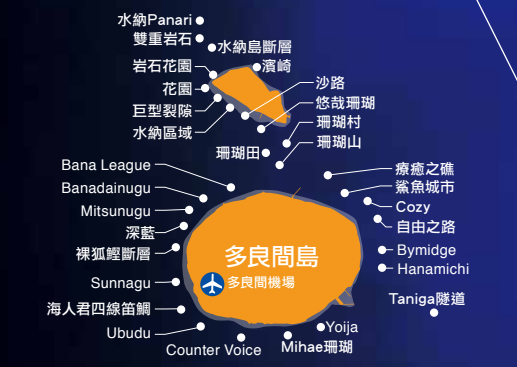 水納Panari
雙重岩石
水納島斷層
岩石花園
濱崎
花園
沙路
巨型裂隙
悠哉珊瑚
水納區域
珊瑚村
珊瑚田
珊瑚山
Bana League
療癒之礁
Banadainugu
鯊魚城市
Mitsunugu
Cozy
深藍
自由之路
裸狐鰹斷層
多良間島
Bymidge
Sunnagu
多良間機場
Hanamichi
海人君四線笛鯛
Taniga隧道
Ubudu
Yoija
Counter Voice
Mihae珊瑚